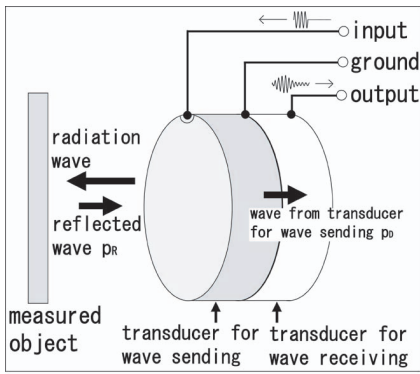 input
ground
output
radiation
wave
reflected
wave pR
wave from transducer
for wave sending pD
measured
object
transducer for
wave sending
transducer for
wave receiving